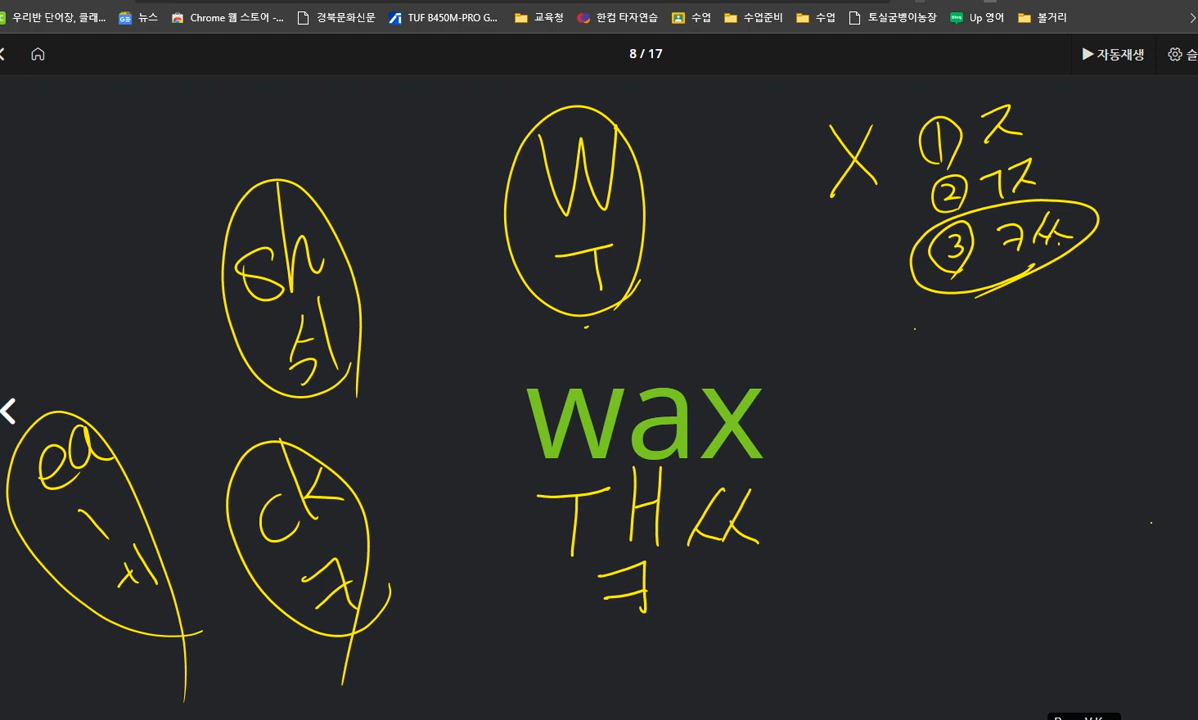 우리반 단어장, 클래... 뉴스 Chrome 웹 스토어 -... 경북문화신문 TUF B450M-PRO G... 교육청 한컴 타자연습 수업 수업준비 수업 토실굼벵이농장 Up 영어 볼거리
8 / 17
자동재생 슬
X ① ㅈ
② ㄱㅈ
③ ㅋㅆ
W
ㅜ
sh
쉬
wax
ㅜㅐㅆ
ㅋ
ea
ck
ㅋ